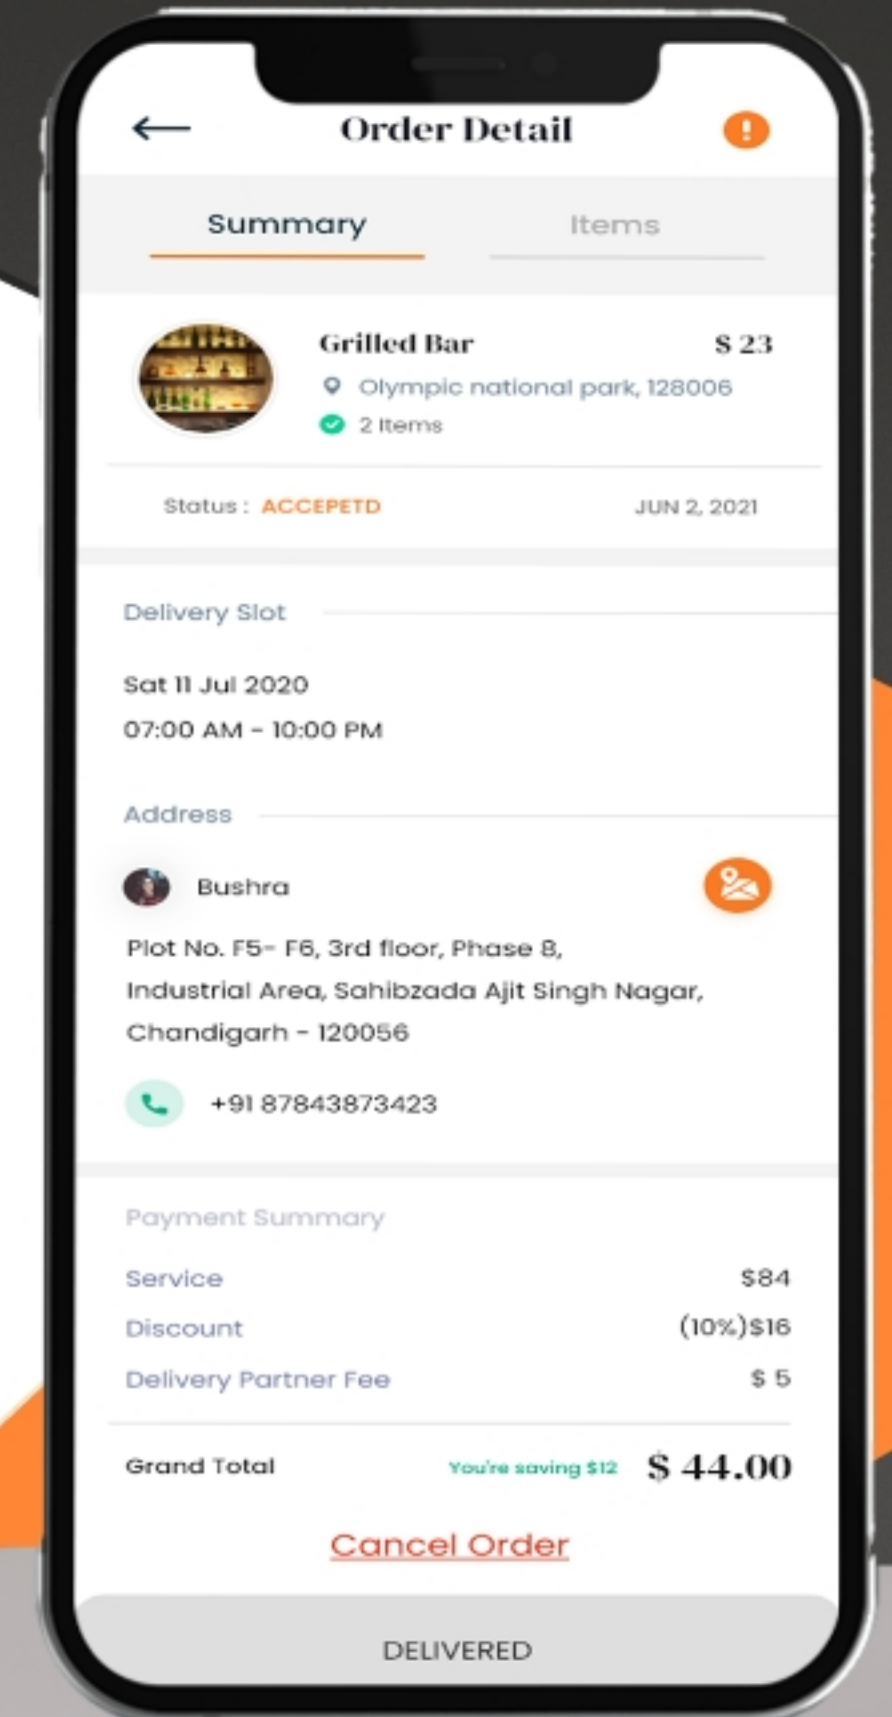 Order Detail
Summary Items
Grilled Bar $ 23
Olympic national park, 128006
2 Items
Status : ACCEPETD JUN 2, 2021
Delivery Slot
Sat 11 Jul 2020
07:00 AM - 10:00 PM
Address
Bushra
Plot No. F5- F6, 3rd floor, Phase 8,
Industrial Area, Sahibzada Ajit Singh Nagar,
Chandigarh - 120056
+91 87843873423
Payment Summary
Service $84
Discount (10%)$16
Delivery Partner Fee $ 5
Grand Total You're saving $12 $ 44.00
Cancel Order
DELIVERED